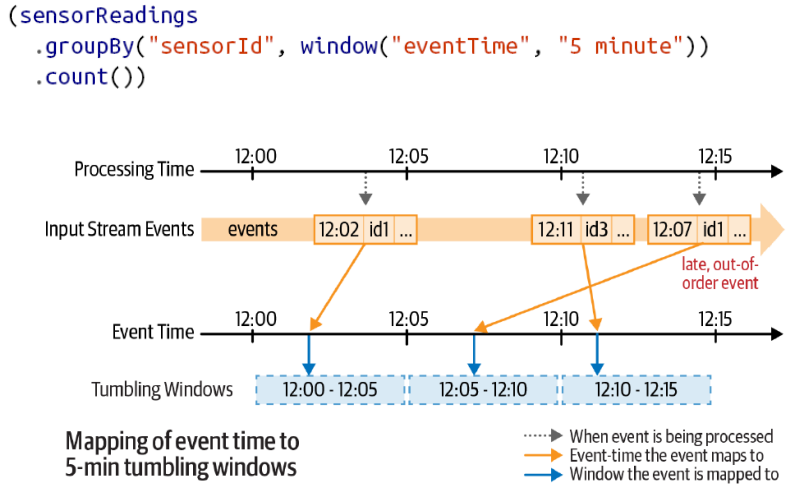 (sensorReadings
.groupBy("sensorId", window("eventTime", "5 minute"))
.count())
12:00 12:05 12:10 12:15
Processing Time
Input Stream Events events 12:02 id1 ... 12:11 id3 ... 12:07 id1 ...
late, out-of-
order event
12:00 12:05 12:10 12:15
Event Time
Tumbling Windows 12:00 - 12:05 12:05 - 12:10 12:10 - 12:15
Mapping of event time to
5-min tumbling windows
When event is being processed
Event-time the event maps to
Window the event is mapped to